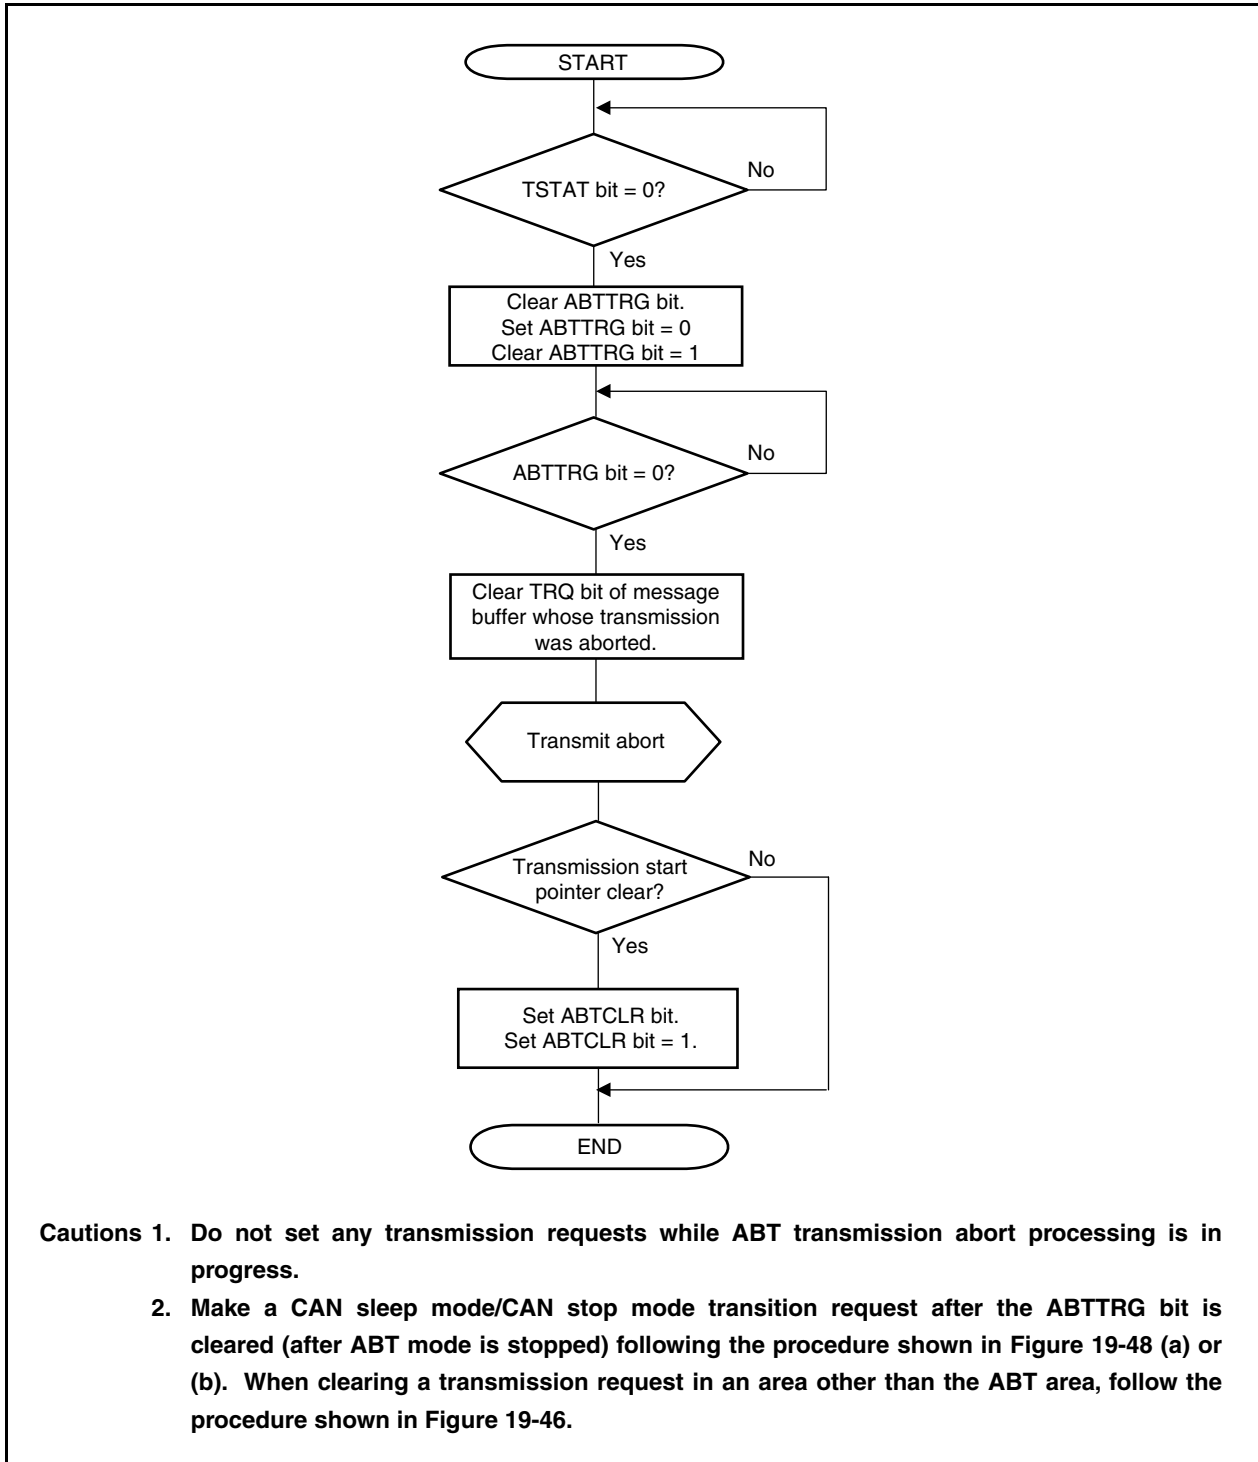 START
No
TSTAT bit = 0?
Yes
Clear ABTTRG bit.
Set ABTTRG bit = 0
Clear ABTTRG bit = 1
No
ABTTRG bit = 0?
Yes
Clear TRQ bit of message
buffer whose transmission
was aborted.
Transmit abort
No
Transmission start
pointer clear?
Yes
Set ABTCLR bit.
Set ABTCLR bit = 1.
END
Cautions 1. Do not set any transmission requests while ABT transmission abort processing is in
progress.
2. Make a CAN sleep mode/CAN stop mode transition request after the ABTTRG bit is
cleared (after ABT mode is stopped) following the procedure shown in Figure 19-48 (a) or
(b). When clearing a transmission request in an area other than the ABT area, follow the
procedure shown in Figure 19-46.